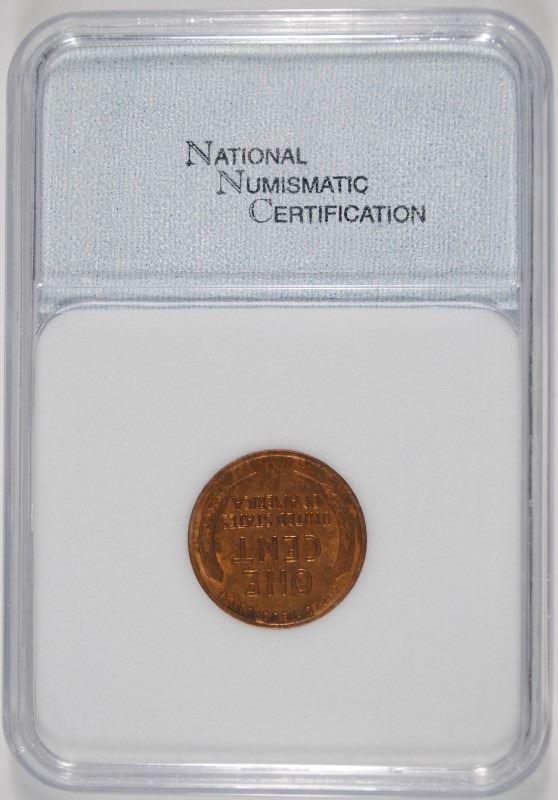 NATIONAL
NUMISMATIC
CERTIFICATION
ONE
CENT
UNITED STATES
OF AMERICA